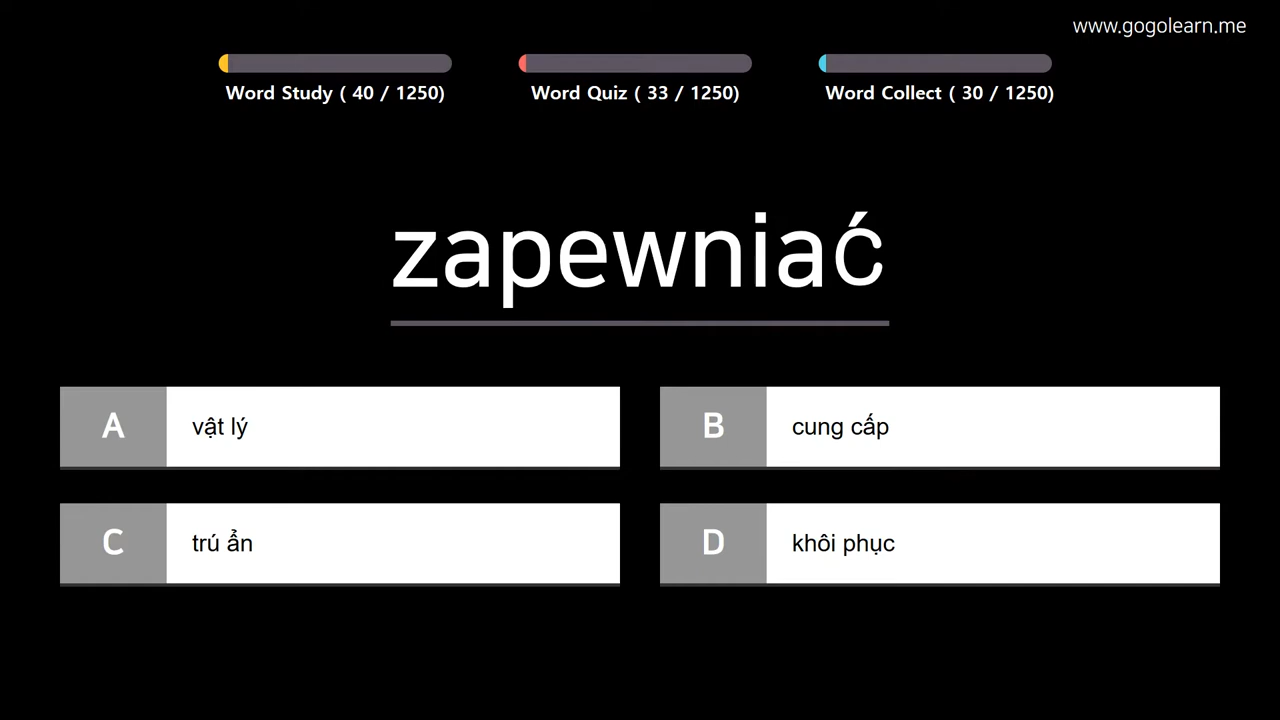 www.gogolearn.me
Word Study ( 40 / 1250)
Word Quiz ( 33 / 1250)
Word Collect ( 30 / 1250)
zapewniać
A vật lý
B cung cấp
C trú ẩn
D khôi phục